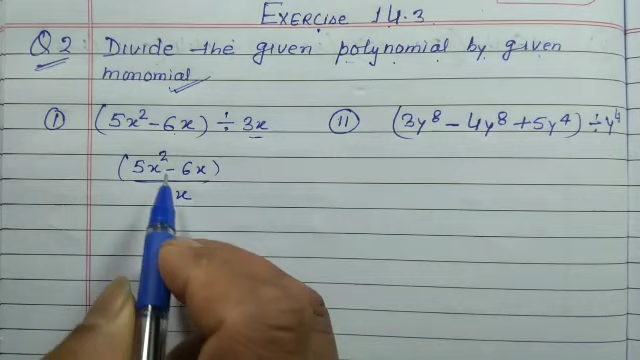 EXERCISE 14.3
Q2: Divide the given polynomial by given
monomial
(i) (5x² - 6x) ÷ 3x (ii) (3y⁸ - 4y⁸ + 5y⁴) ÷ y⁴
(5x² - 6x)
x